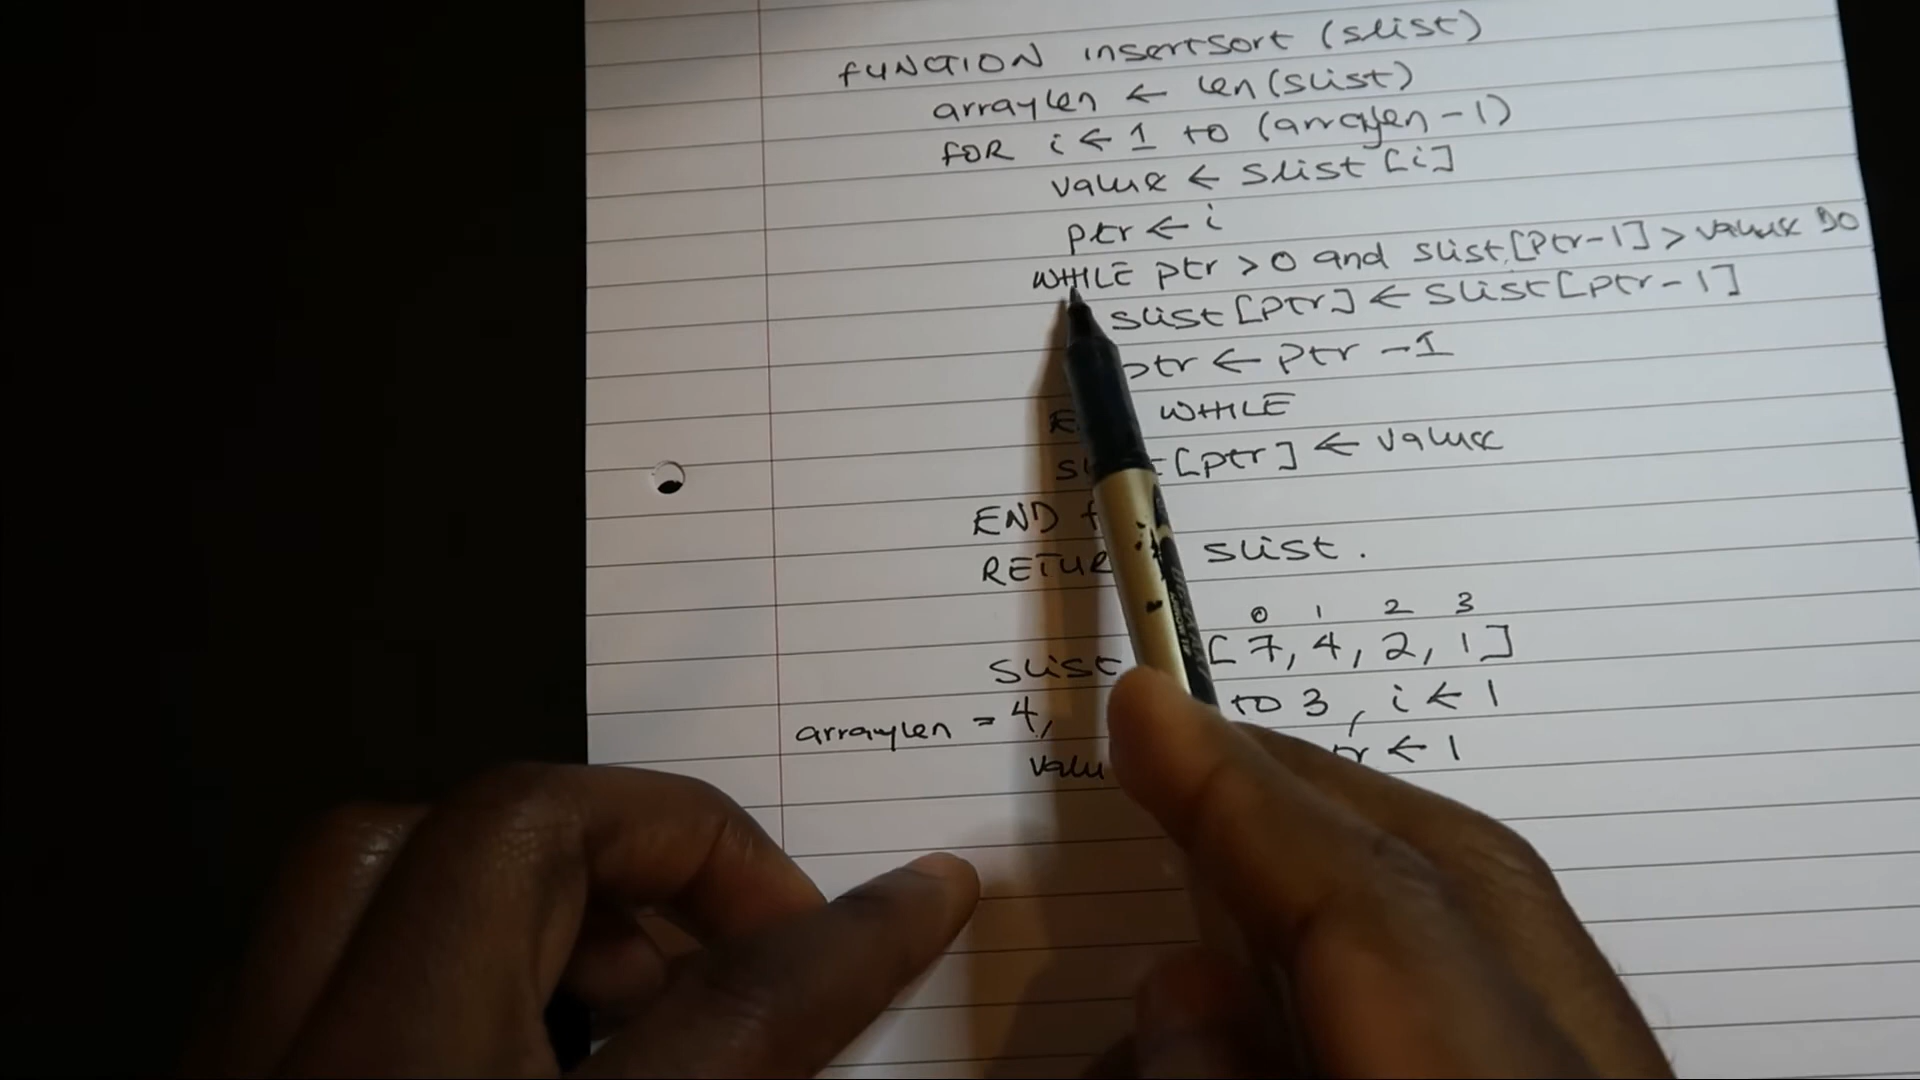 FUNCTION insertsort (slist)
arraylen ← len(slist)
FOR i ← 1 to (arraylen - 1)
value ← slist [i]
ptr ← i
WHILE ptr > 0 and slist[ptr-1] > value DO
slist [ptr] ← slist[ptr-1]
ptr ← ptr - 1
WHILE
[ptr] ← value
END
slist.
0 1 2 3
slist [7, 4, 2, 1]
arraylen = 4, to 3, i ← 1
← 1